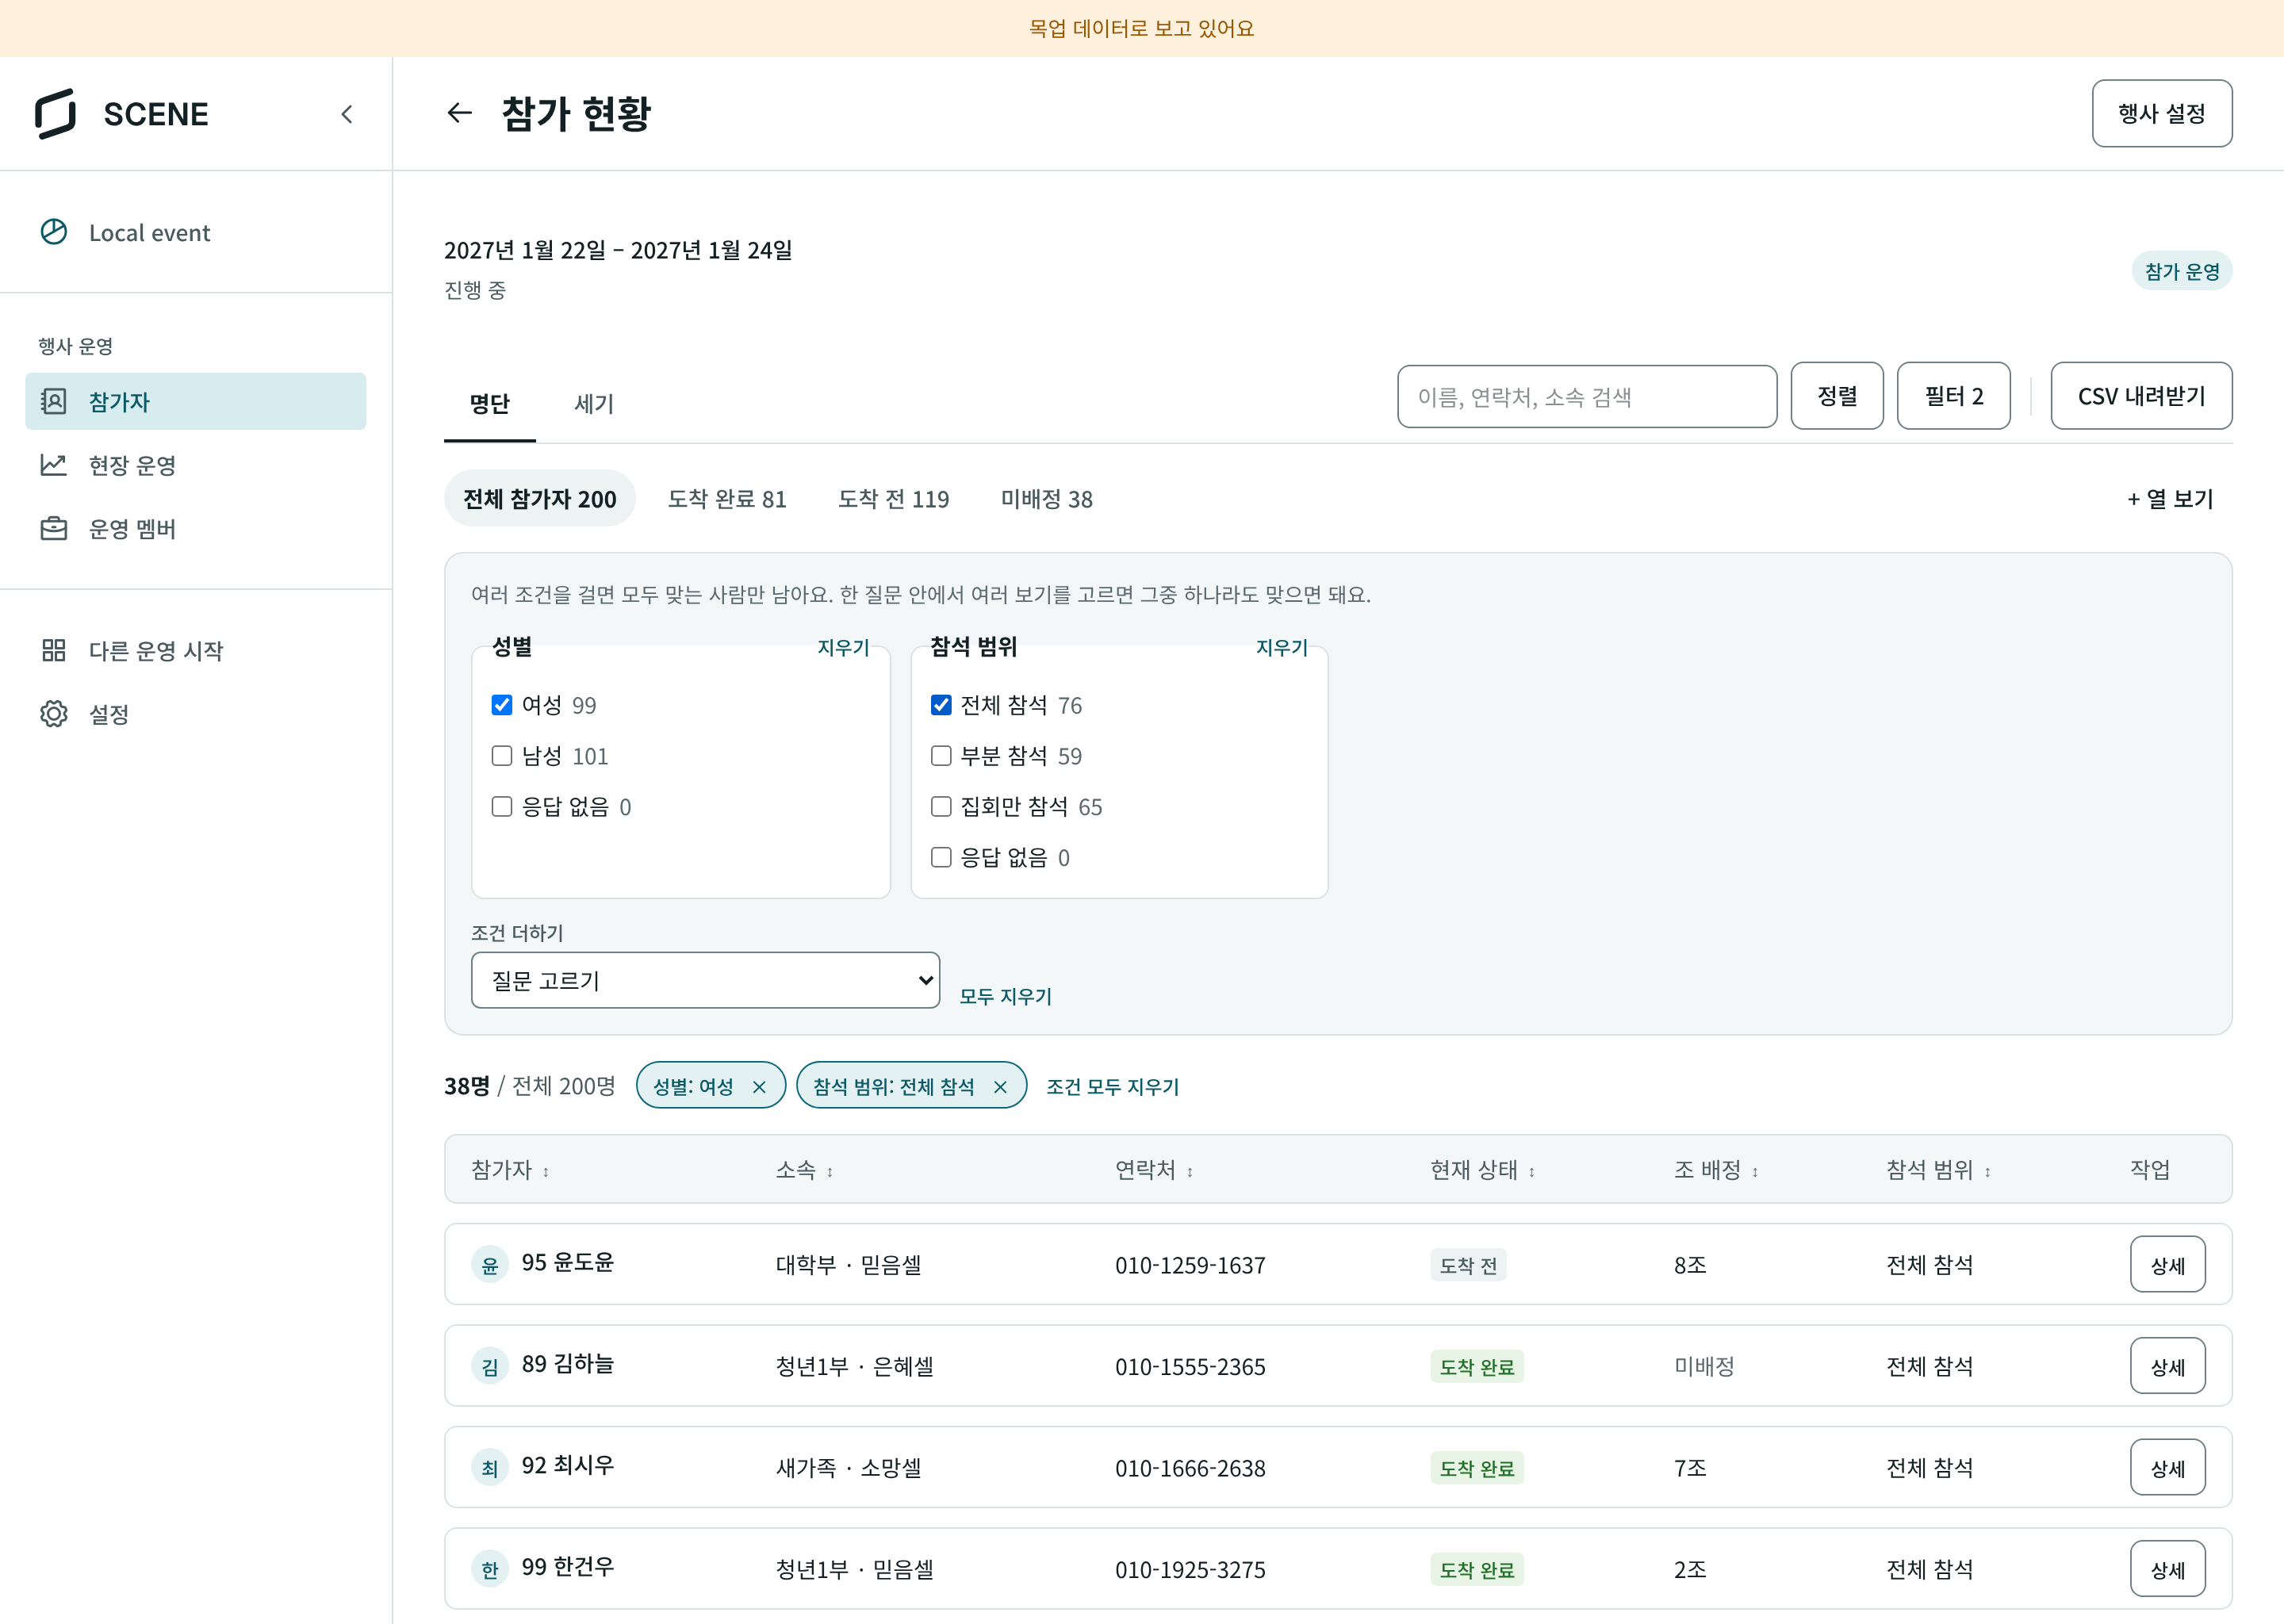 목업 데이터로 보고 있어요
SCENE
참가 현황
행사 설정
Local event
2027년 1월 22일 – 2027년 1월 24일
진행 중
참가 운영
행사 운영
참가자
현장 운영
운영 멤버
다른 운영 시작
설정
명단 세기
이름, 연락처, 소속 검색
정렬
필터 2
CSV 내려받기
전체 참가자 200 도착 완료 81 도착 전 119 미배정 38
+ 열 보기
여러 조건을 걸면 모두 맞는 사람만 남아요. 한 질문 안에서 여러 보기를 고르면 그중 하나라도 맞으면 돼요.
성별 지우기
여성 99
남성 101
응답 없음 0
참석 범위 지우기
전체 참석 76
부분 참석 59
집회만 참석 65
응답 없음 0
조건 더하기
질문 고르기
모두 지우기
38명 / 전체 200명 성별: 여성 × 참석 범위: 전체 참석 × 조건 모두 지우기
참가자 ↕ 소속 ↕ 연락처 ↕ 현재 상태 ↕ 조 배정 ↕ 참석 범위 ↕ 작업
윤 95 윤도윤 대학부 · 믿음셀 010-1259-1637 도착 전 8조 전체 참석 상세
김 89 김하늘 청년1부 · 은혜셀 010-1555-2365 도착 완료 미배정 전체 참석 상세
최 92 최시우 새가족 · 소망셀 010-1666-2638 도착 완료 7조 전체 참석 상세
한 99 한건우 청년1부 · 믿음셀 010-1925-3275 도착 완료 2조 전체 참석 상세